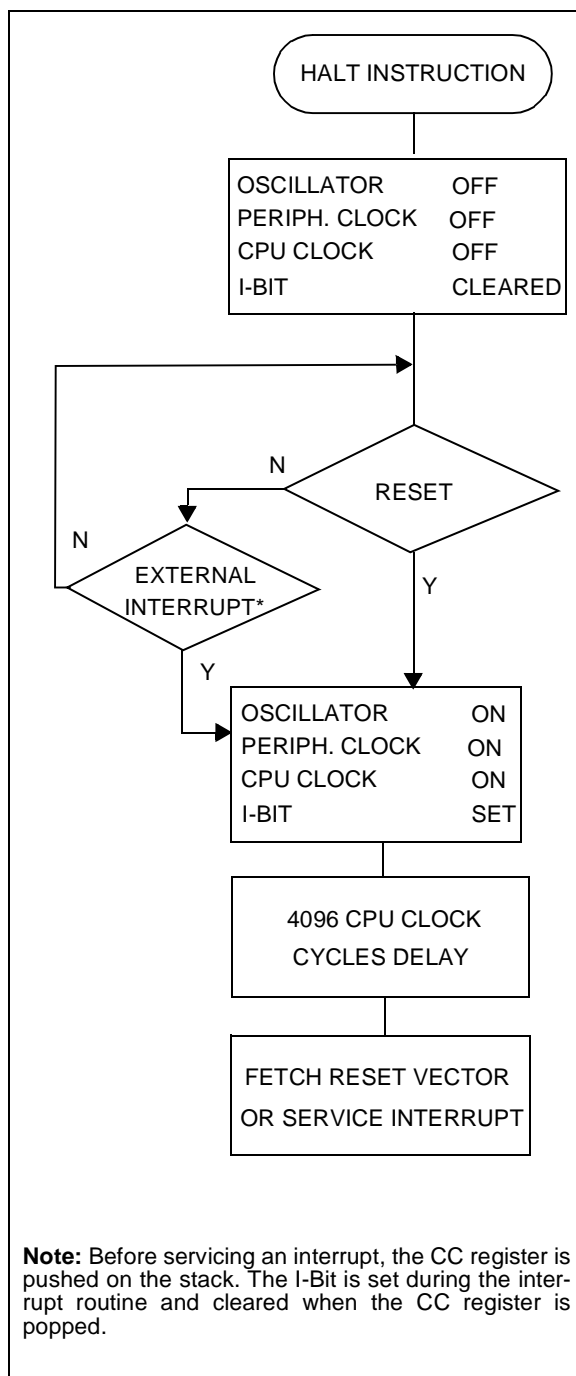 HALT INSTRUCTION
OSCILLATOR OFF
PERIPH. CLOCK OFF
CPU CLOCK OFF
I-BIT CLEARED
N
RESET
N
EXTERNAL
INTERRUPT*
Y
Y
OSCILLATOR ON
PERIPH. CLOCK ON
CPU CLOCK ON
I-BIT SET
4096 CPU CLOCK
CYCLES DELAY
FETCH RESET VECTOR
OR SERVICE INTERRUPT
Note: Before servicing an interrupt, the CC register is
pushed on the stack. The I-Bit is set during the inter-
rupt routine and cleared when the CC register is
popped.